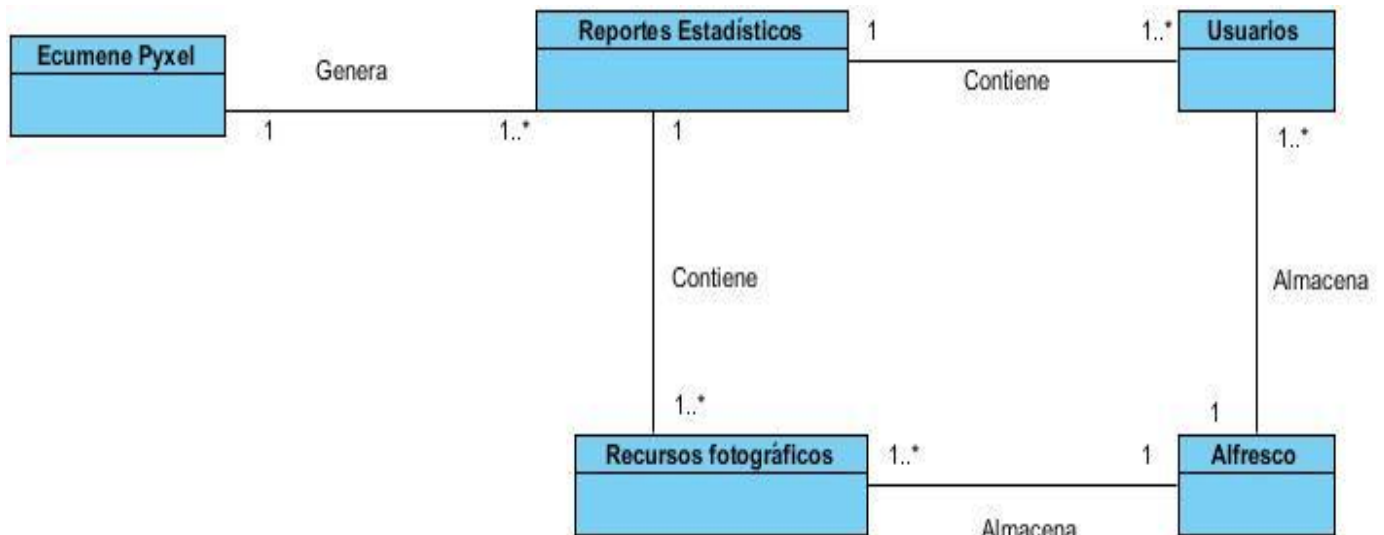 Ecumene Pyxel
Genera
1
1..*
Reportes Estadísticos
1
1..*
Contiene
Usuarios
1
1..*
Contiene
Almacena
1..*
1
Recursos fotográficos
1..*
1
Almacena
Alfresco